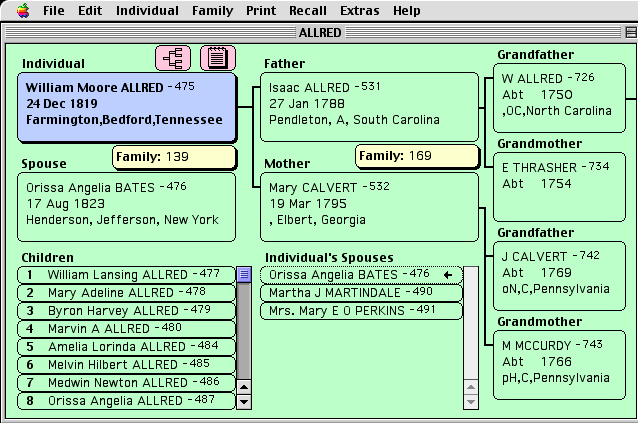 File Edit Individual Family Print Recall Extras Help
ALLRED
Individual
William Moore ALLRED -475
24 Dec 1819
Farmington,Bedford,Tennessee
Family: 139
Spouse
Orissa Angelia BATES -476
17 Aug 1823
Henderson, Jefferson, New York
Father
Isaac ALLRED -531
27 Jan 1788
Pendleton, A, South Carolina
Family: 169
Mother
Mary CALVERT -532
19 Mar 1795
, Elbert, Georgia
Grandfather
W ALLRED -726
Abt 1750
,OC,North Carolina
Grandmother
E THRASHER -734
Abt 1754
Grandfather
J CALVERT -742
Abt 1769
oN,C,Pennsylvania
Grandmother
M MCCURDY -743
Abt 1766
pH,C,Pennsylvania
Children
1 William Lansing ALLRED -477
2 Mary Adeline ALLRED -478
3 Byron Harvey ALLRED -479
4 Marvin A ALLRED -480
5 Amelia Lorinda ALLRED -484
6 Melvin Hilbert ALLRED -485
7 Medwin Newton ALLRED -486
8 Orissa Angelia ALLRED -487
Individual's Spouses
Orissa Angelia BATES -476
Martha J MARTINDALE -490
Mrs. Mary E O PERKINS -491